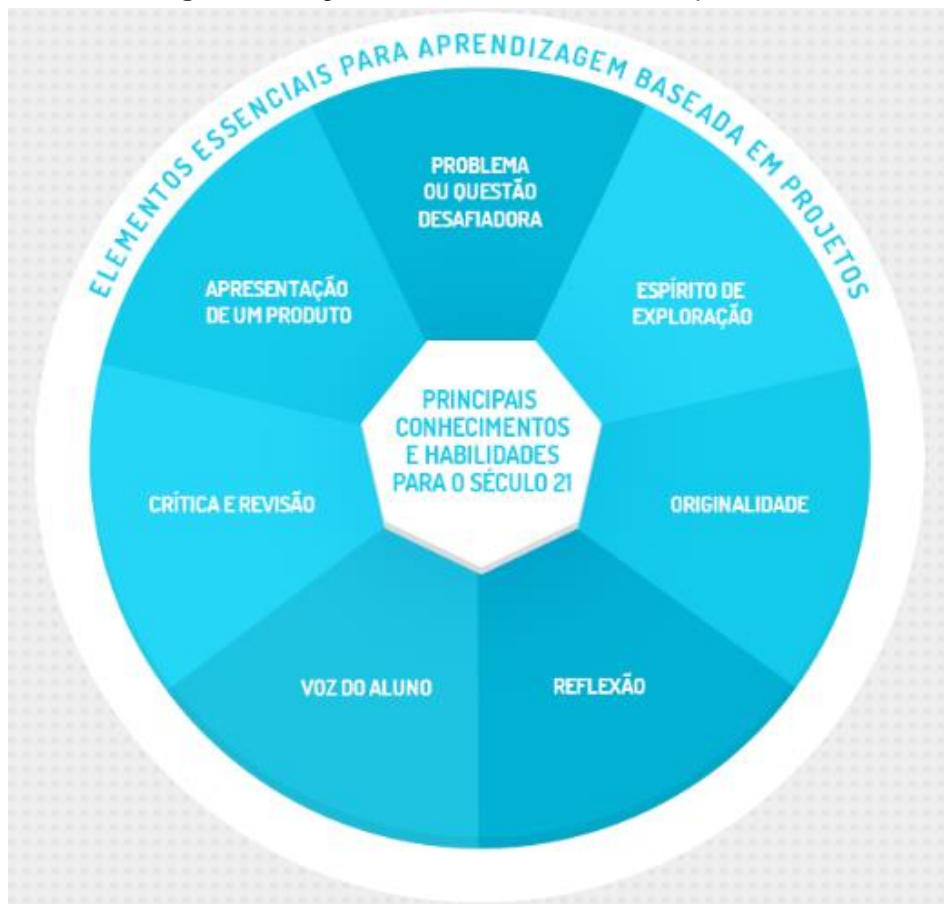 ELEMENTOS ESSENCIAIS PARA APRENDIZAGEM BASEADA EM PROJETOS
PROBLEMA
OU QUESTÃO
DESAFIADORA
ESPÍRITO DE
EXPLORAÇÃO
ORIGINALIDADE
REFLEXÃO
VOZ DO ALUNO
CRÍTICA E REVISÃO
APRESENTAÇÃO
DE UM PRODUTO
PRINCIPAIS
CONHECIMENTOS
E HABILIDADES
PARA O SÉCULO 21